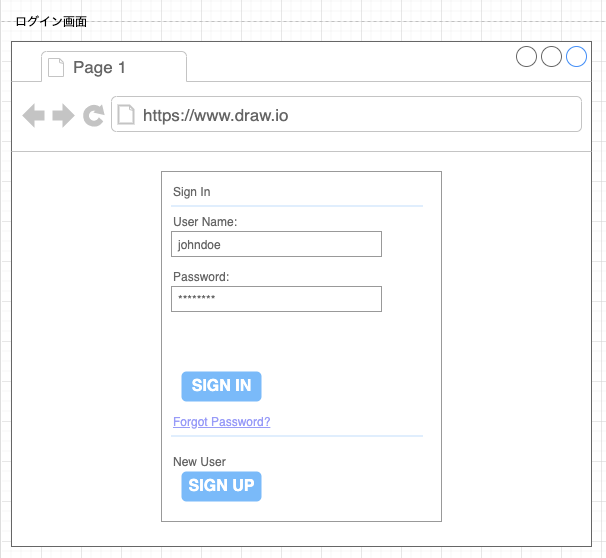 ログイン画面
Page 1
https://www.draw.io
Sign In
User Name:
johndoe
Password:
********
SIGN IN
Forgot Password?
New User
SIGN UP